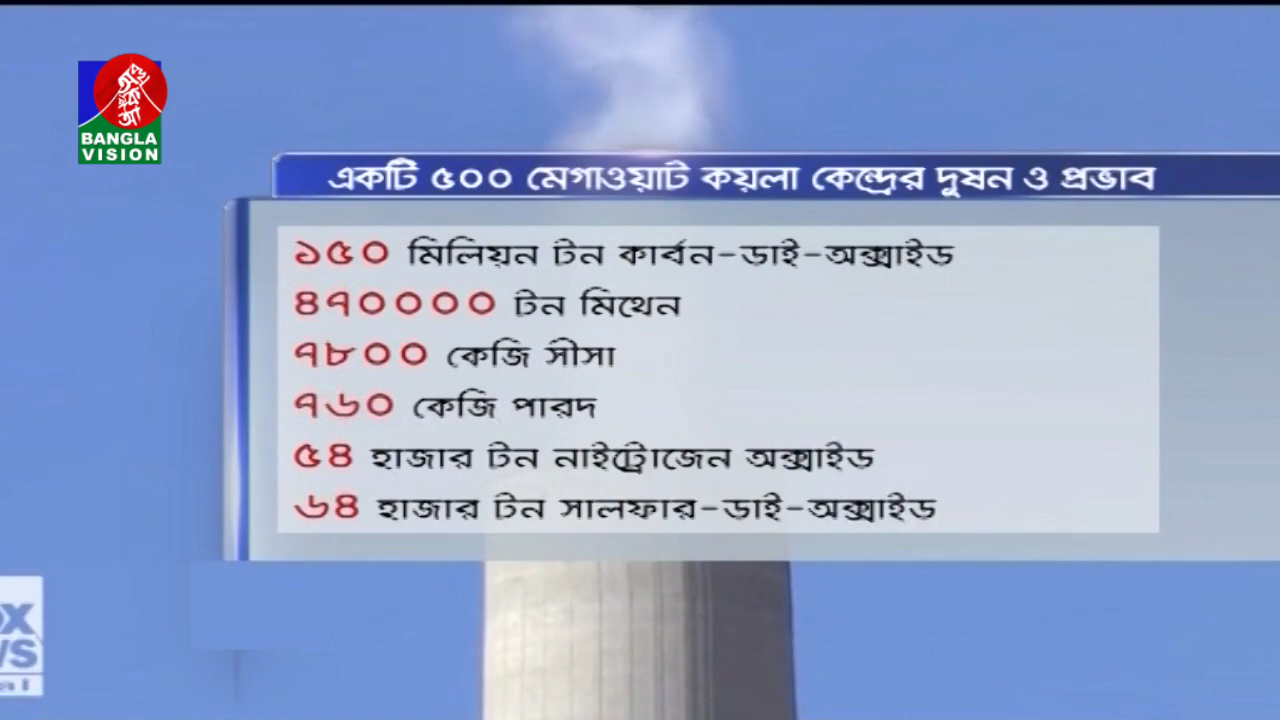 BANGLA
VISION
একটি ৫০০ মেগাওয়াট কয়লা কেন্দ্রের দুষন ও প্রভাব
১৫০ মিলিয়ন টন কার্বন-ডাই-অক্সাইড
৪৭০০০০ টন মিথেন
৭৮০০ কেজি সীসা
৭৬০ কেজি পারদ
৫৪ হাজার টন নাইট্রোজেন অক্সাইড
৬৪ হাজার টন সালফার-ডাই-অক্সাইড